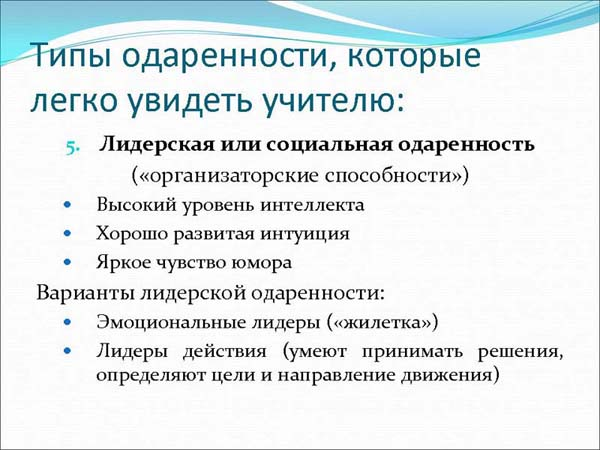 Типы одаренности, которые
легко увидеть учителю:
5. Лидерская или социальная одаренность
(«организаторские способности»)
• Высокий уровень интеллекта
• Хорошо развитая интуиция
• Яркое чувство юмора
Варианты лидерской одаренности:
• Эмоциональные лидеры («жилетка»)
• Лидеры действия (умеют принимать решения,
определяют цели и направление движения)